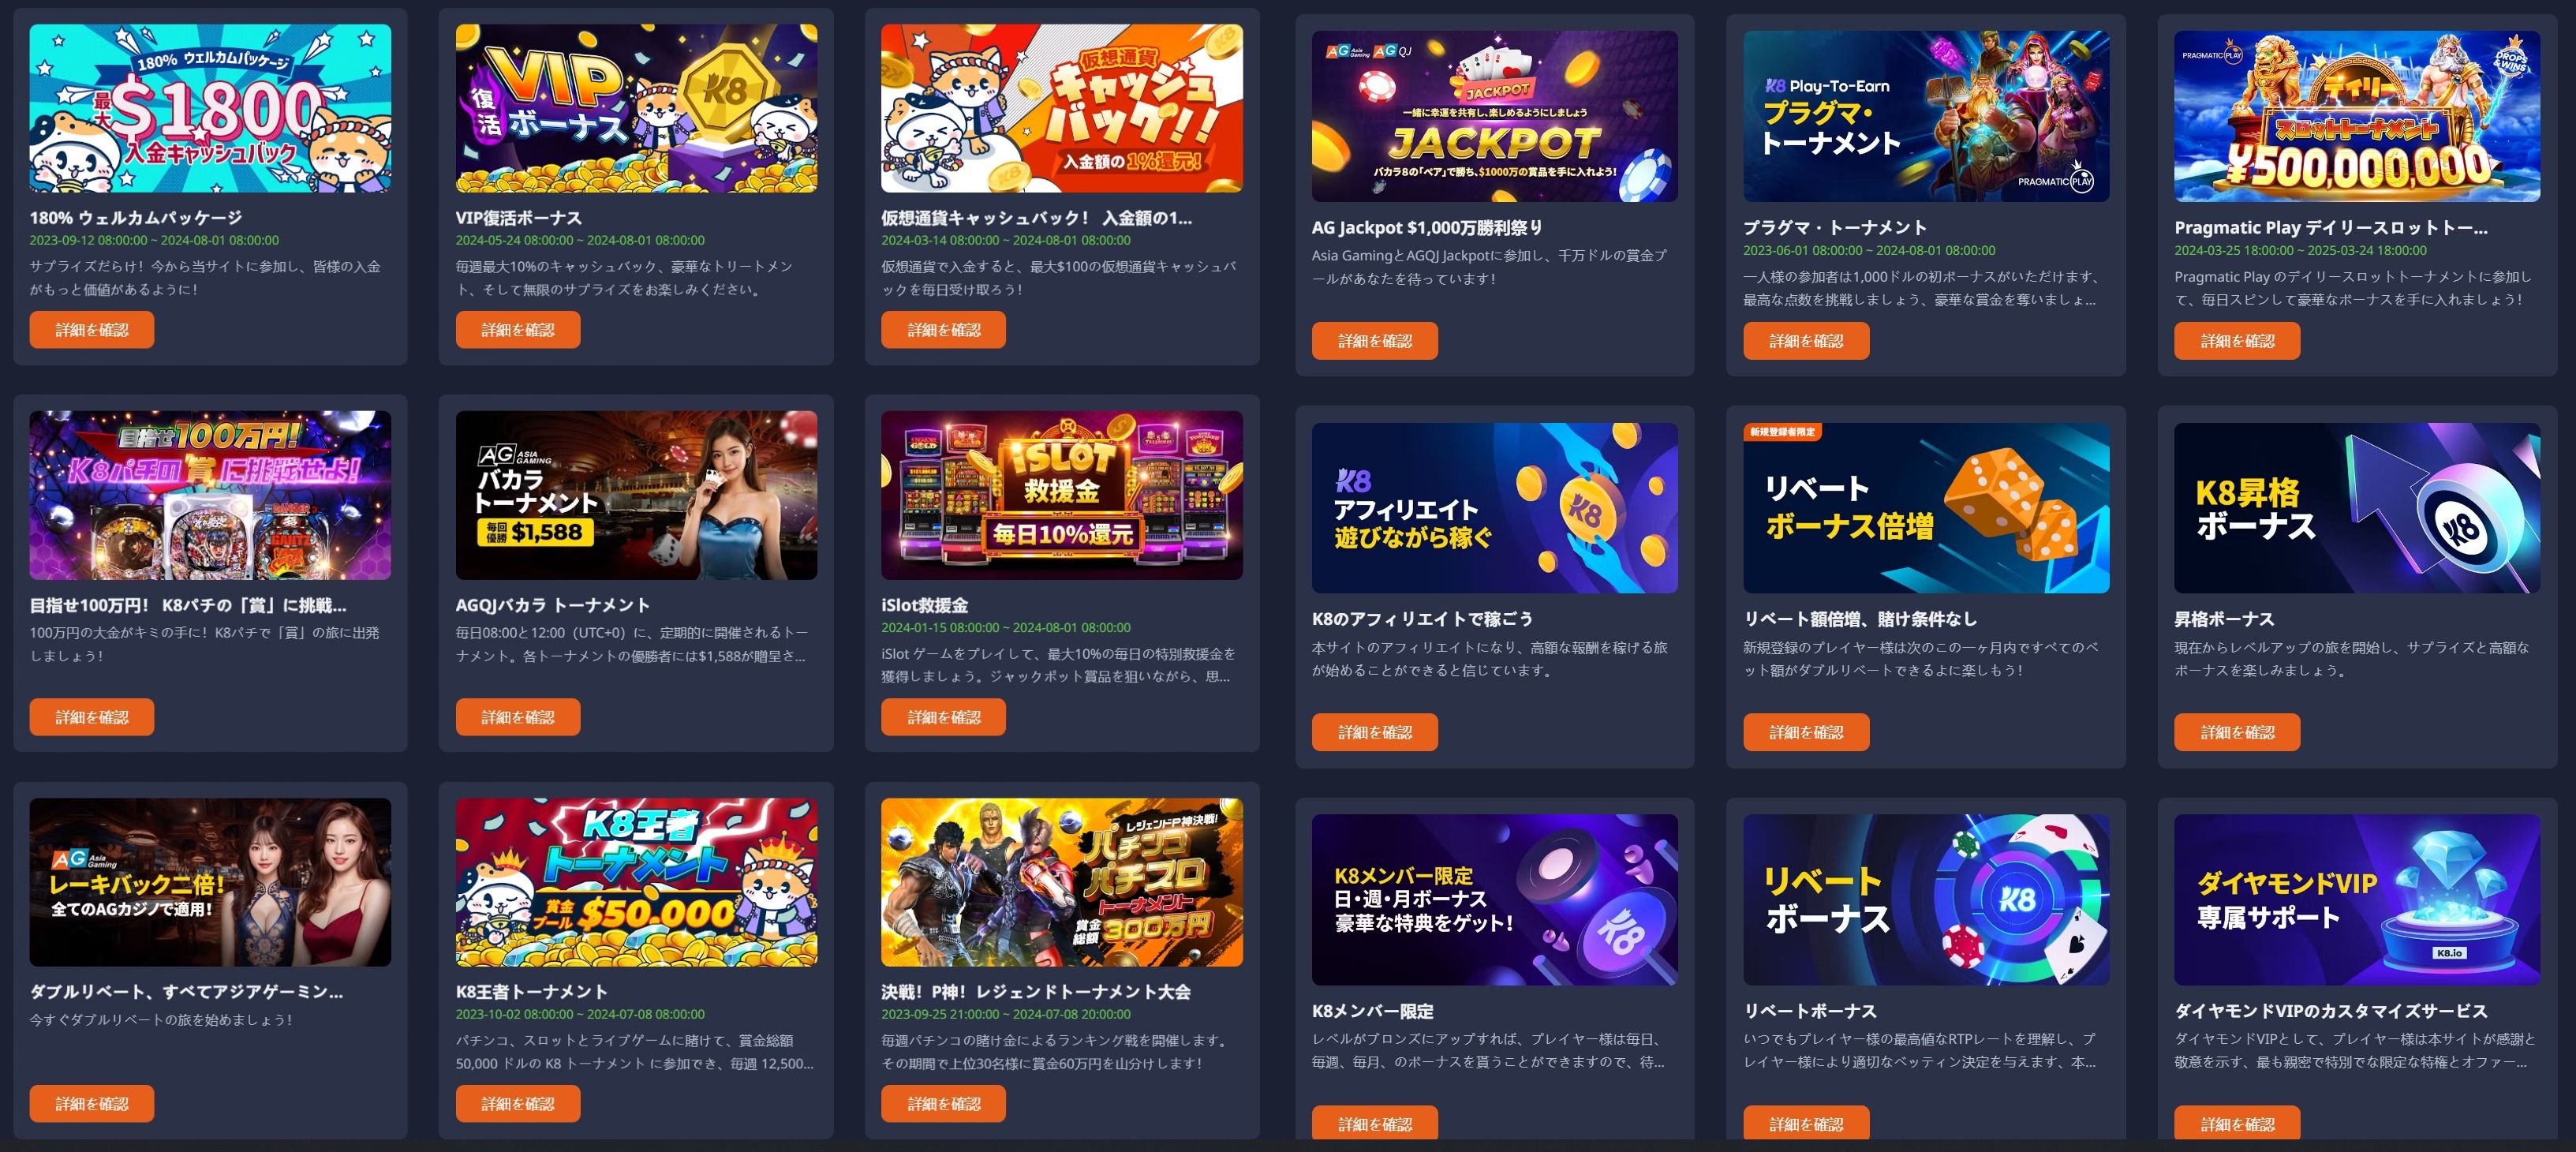 180% ウェルカムパッケージ
最大
$1800
入金キャッシュバック
180% ウェルカムパッケージ
2023-09-12 08:00:00 ~ 2024-08-01 08:00:00
サプライズだらけ！今から当サイトに参加し、皆様の入金
がもっと価値があるように！
詳細を確認
VIP
復活
ボーナス
K8
VIP復活ボーナス
2024-05-24 08:00:00 ~ 2024-08-01 08:00:00
毎週最大10%のキャッシュバック、豪華なトリートメン
ト、そして無限のサプライズをお楽しみください。
詳細を確認
仮想通貨
キャッシュ
バック!!
入金額の1%還元!
仮想通貨キャッシュバック！ 入金額の1...
2024-03-14 08:00:00 ~ 2024-08-01 08:00:00
仮想通貨で入金すると、最大$100の仮想通貨キャッシュバ
ックを毎日受け取ろう！
詳細を確認
AG Asia Gaming AG QJ
JACKPOT
一緒に幸運を共有し、楽しめるようにしましょう
JACKPOT
バカラ8の「ペア」で勝ち、$1000万の賞品を手に入れよう!
AG Jackpot $1,000万勝利祭り
Asia GamingとAGQJ Jackpotに参加し、千万ドルの賞金プ
ールがあなたを待っています！
詳細を確認
K8 Play-To-Earn
プラグマ・
トーナメント
PRAGMATIC PLAY
プラグマ・トーナメント
2023-06-01 08:00:00 ~ 2024-08-01 08:00:00
一人様の参加者は1,000ドルの初ボーナスがいただけます、
最高な点数を挑戦しましょう、豪華な賞金を奪いましょ...
詳細を確認
PRAGMATIC PLAY
DROPS & WINS
デイリー
スロットトーナメント
¥500,000,000
Pragmatic Play デイリースロットトー...
2024-03-25 18:00:00 ~ 2025-03-24 18:00:00
Pragmatic Play のデイリースロットトーナメントに参加し
て、毎日スピンして豪華なボーナスを手に入れましょう！
詳細を確認
目指せ100万円!
K8パチの賞に挑戦せよ!
目指せ100万円！ K8パチの「賞」に挑戦...
100万円の大金がキミの手に！K8パチで「賞」の旅に出発
しましょう！
詳細を確認
AG ASIA GAMING
バカラ
トーナメント
毎回優勝 $1,588
AGQJバカラ トーナメント
毎日08:00と12:00（UTC+0）に、定期的に開催されるトー
ナメント。各トーナメントの優勝者には$1,588が贈呈さ...
詳細を確認
iSLOT
救援金
毎日10%還元
iSlot救援金
2024-01-15 08:00:00 ~ 2024-08-01 08:00:00
iSlot ゲームをプレイして、最大10%の毎日の特別救援金を
獲得しましょう。ジャックポット賞品を狙いながら、思...
詳細を確認
K8
アフィリエイト
遊びながら稼ぐ
K8
K8のアフィリエイトで稼ごう
本サイトのアフィリエイトになり、高額な報酬を稼げる旅
が始めることができると信じています。
詳細を確認
新規登録者限定
リベート
ボーナス倍増
リベート額倍増、賭け条件なし
新規登録のプレイヤー様は次のこの一ヶ月内ですべてのベ
ット額がダブルリベートできるよに楽しもう！
詳細を確認
K8昇格
ボーナス
K8
昇格ボーナス
現在からレベルアップの旅を開始し、サプライズと高額な
ボーナスを楽しみましょう。
詳細を確認
AG Asia Gaming
レーキバック二倍!
全てのAGカジノで適用!
ダブルリベート、すべてアジアゲーミン...
今すぐダブルリベートの旅を始めましょう！
詳細を確認
K8王者
トーナメント
賞金プール $50,000
K8王者トーナメント
2023-10-02 08:00:00 ~ 2024-07-08 08:00:00
パチンコ、スロットとライブゲームに賭けて、賞金総額
50,000 ドルの K8 トーナメント に参加でき、毎週 12,500...
詳細を確認
レジェンドP神決戦!
パチンコ
パチスロ
トーナメント
賞金総額 300万円
決戦！P神！レジェンドトーナメント大会
2023-09-25 21:00:00 ~ 2024-07-08 20:00:00
毎週パチンコの賭け金によるランキング戦を開催します。
その期間で上位30名様に賞金60万円を山分けします！
詳細を確認
K8メンバー限定
日・週・月ボーナス
豪華な特典をゲット!
K8
K8メンバー限定
レベルがブロンズにアップすれば、プレイヤー様は毎日、
毎週、毎月、のボーナスを貰うことができますので、待...
詳細を確認
リベート
ボーナス
K8
リベートボーナス
いつでもプレイヤー様の最高値なRTPレートを理解し、プ
レイヤー様により適切なベッティン決定を与えます、本...
詳細を確認
ダイヤモンドVIP
専属サポート
K8.io
ダイヤモンドVIPのカスタマイズサービス
ダイヤモンドVIPとして、プレイヤー様は本サイトが感謝と
敬意を示す、最も親密で特別でな限定な特権とオファー...
詳細を確認